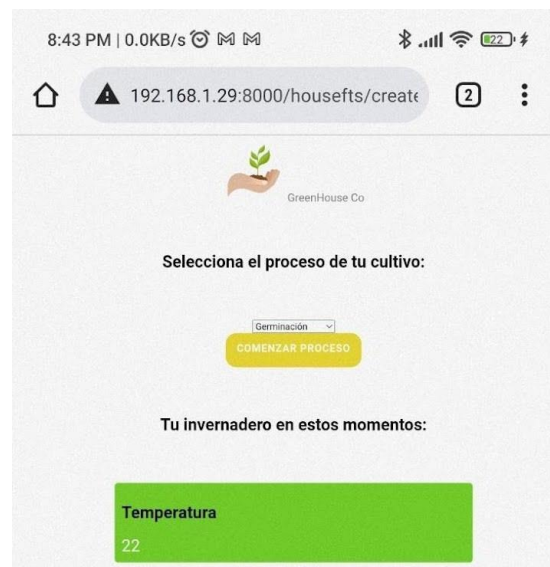 8:43 PM | 0.0KB/s
22
192.168.1.29:8000/housefts/create
2
GreenHouse Co
Selecciona el proceso de tu cultivo:
Germinación
COMENZAR PROCESO
Tu invernadero en estos momentos:
Temperatura
22